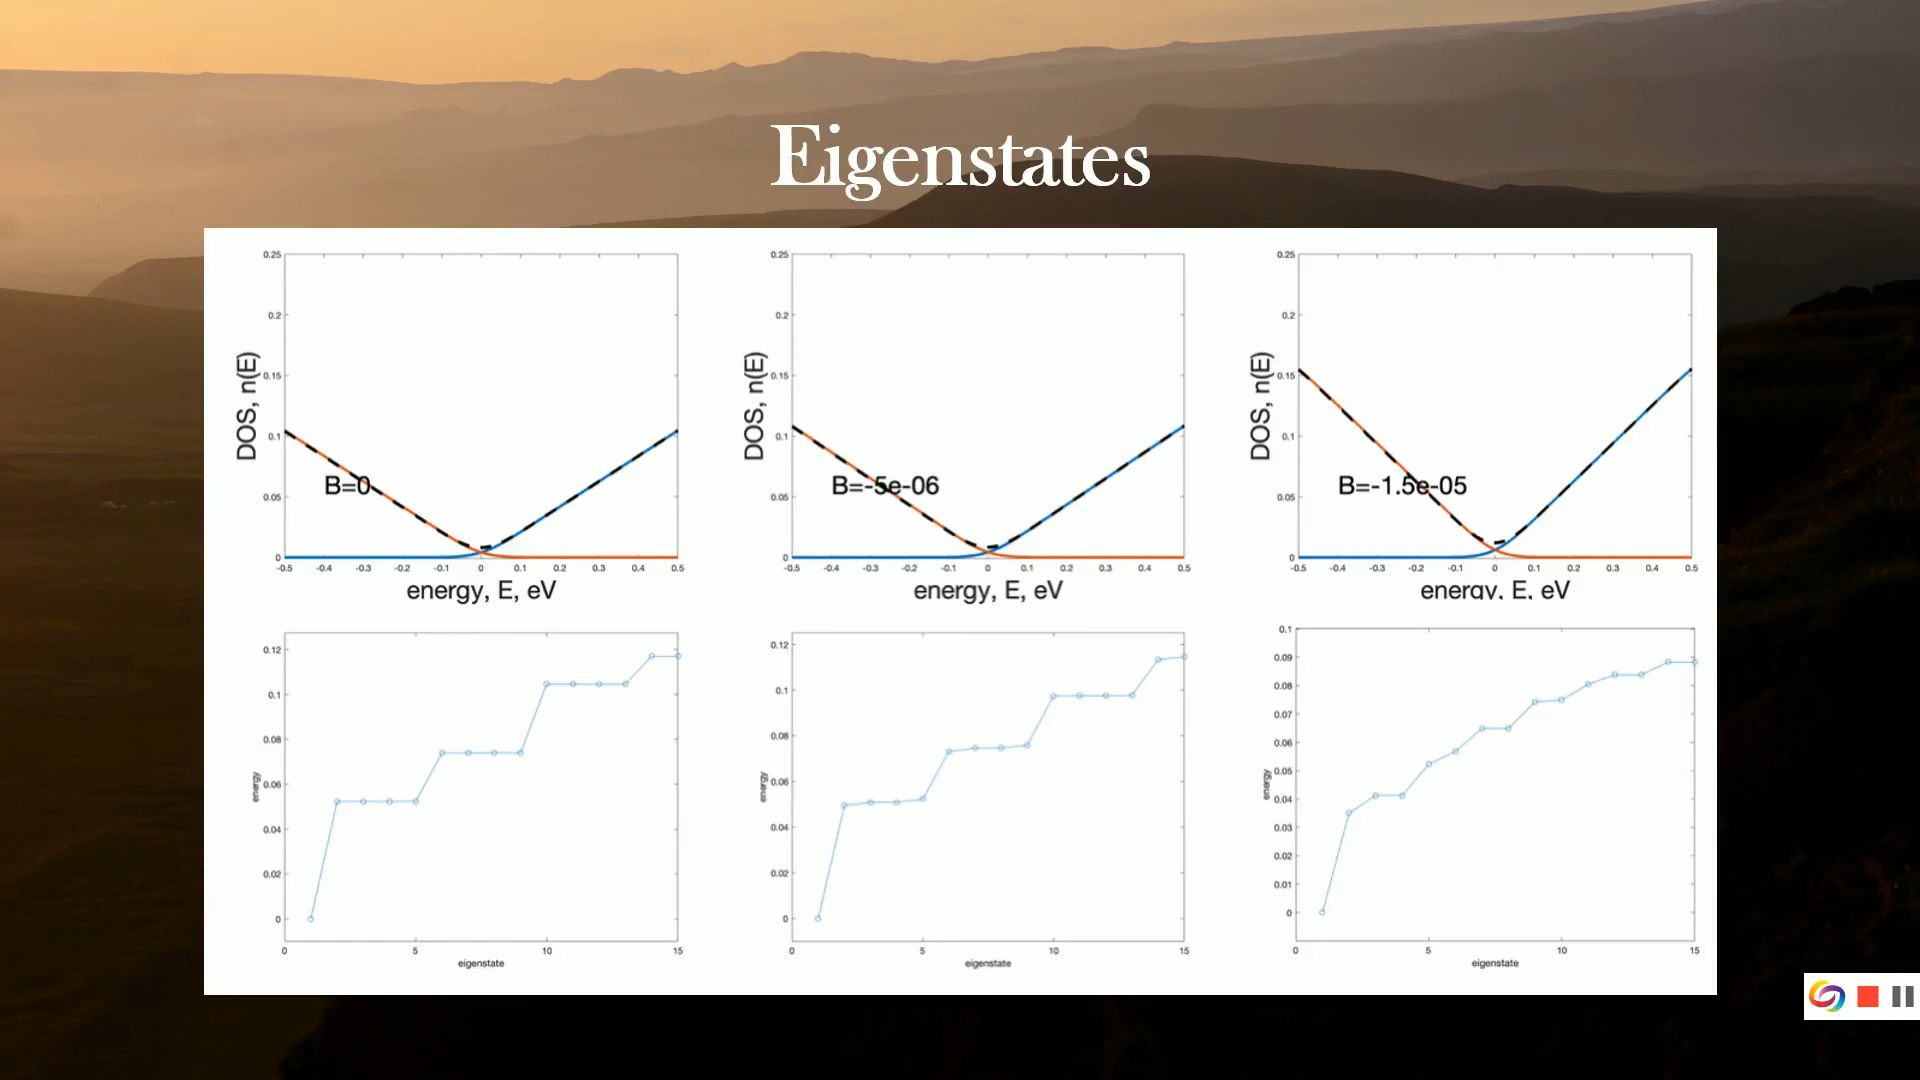 Eigenstates
0.25
0.2
0.15
0.1
0.05
0
DOS, n(E)
B=0
-0.5 -0.4 -0.3 -0.2 -0.1 0 0.1 0.2 0.3 0.4 0.5
energy, E, eV
0.25
0.2
0.15
0.1
0.05
0
DOS, n(E)
B=-5e-06
-0.5 -0.4 -0.3 -0.2 -0.1 0 0.1 0.2 0.3 0.4 0.5
energy, E, eV
0.25
0.2
0.15
0.1
0.05
0
DOS, n(E)
B=-1.5e-05
-0.5 -0.4 -0.3 -0.2 -0.1 0 0.1 0.2 0.3 0.4 0.5
energy, E, eV
0.12
0.1
0.08
0.06
0.04
0.02
0
energy
0 5 10 15
eigenstate
0.12
0.1
0.08
0.06
0.04
0.02
0
energy
0 5 10 15
eigenstate
0.1
0.09
0.08
0.07
0.06
0.05
0.04
0.03
0.02
0.01
0
energy
0 5 10 15
eigenstate